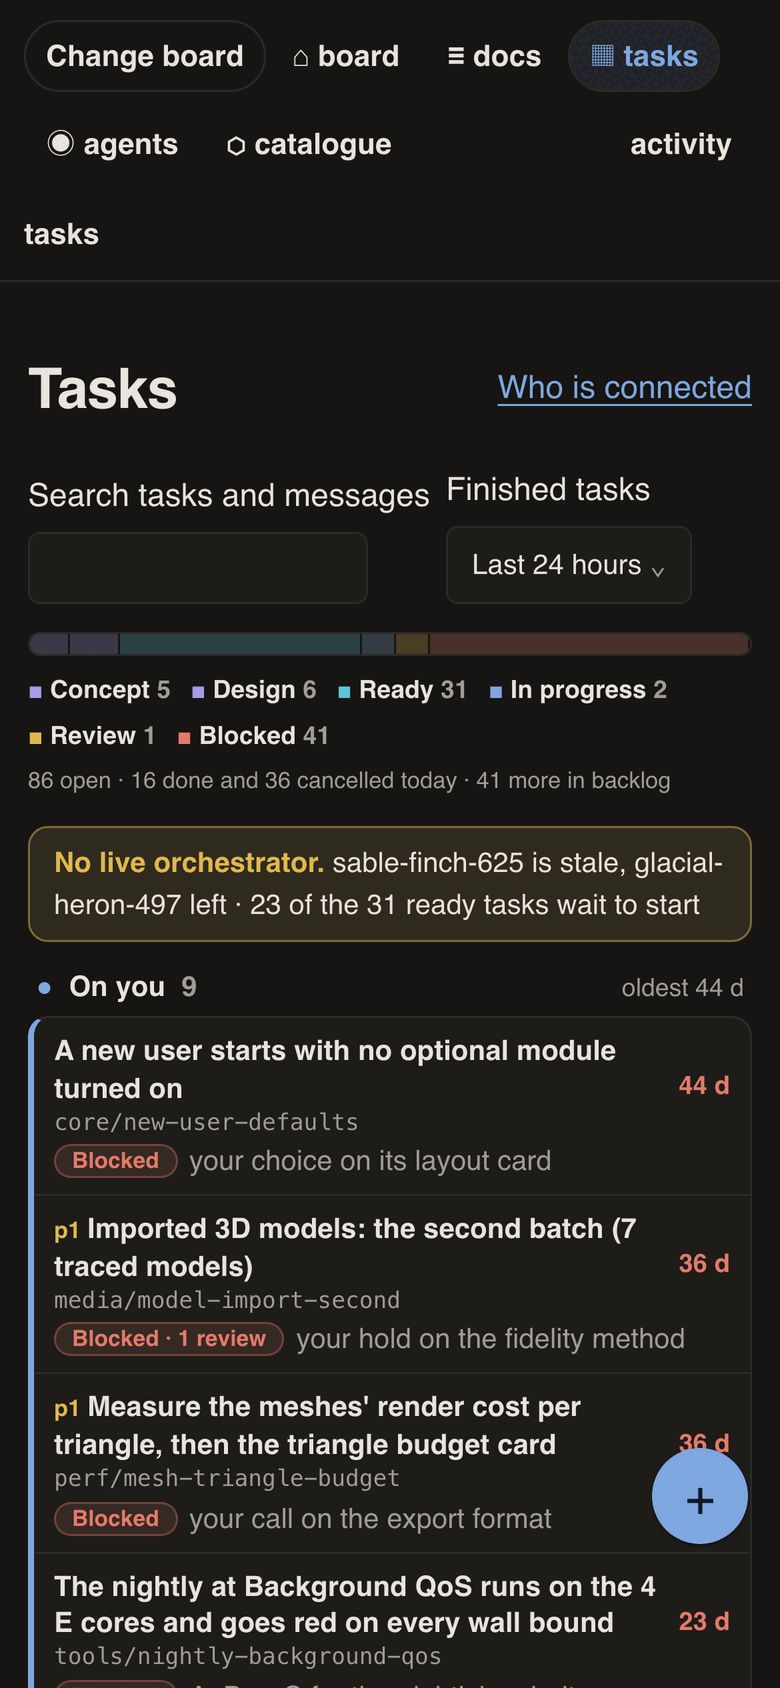 Change board board docs tasks
agents catalogue activity
tasks
Tasks
Who is connected
Search tasks and messages
Finished tasks
Last 24 hours
Concept 5 Design 6 Ready 31 In progress 2
Review 1 Blocked 41
86 open · 16 done and 36 cancelled today · 41 more in backlog
No live orchestrator. sable-finch-625 is stale, glacial-
heron-497 left · 23 of the 31 ready tasks wait to start
On you 9
oldest 44 d
A new user starts with no optional module
turned on
44 d
core/new-user-defaults
Blocked your choice on its layout card
p1 Imported 3D models: the second batch (7
traced models)
36 d
media/model-import-second
Blocked · 1 review your hold on the fidelity method
p1 Measure the meshes' render cost per
triangle, then the triangle budget card
36 d
perf/mesh-triangle-budget
Blocked your call on the export format
+
The nightly at Background QoS runs on the 4
E cores and goes red on every wall bound
23 d
tools/nightly-background-qos